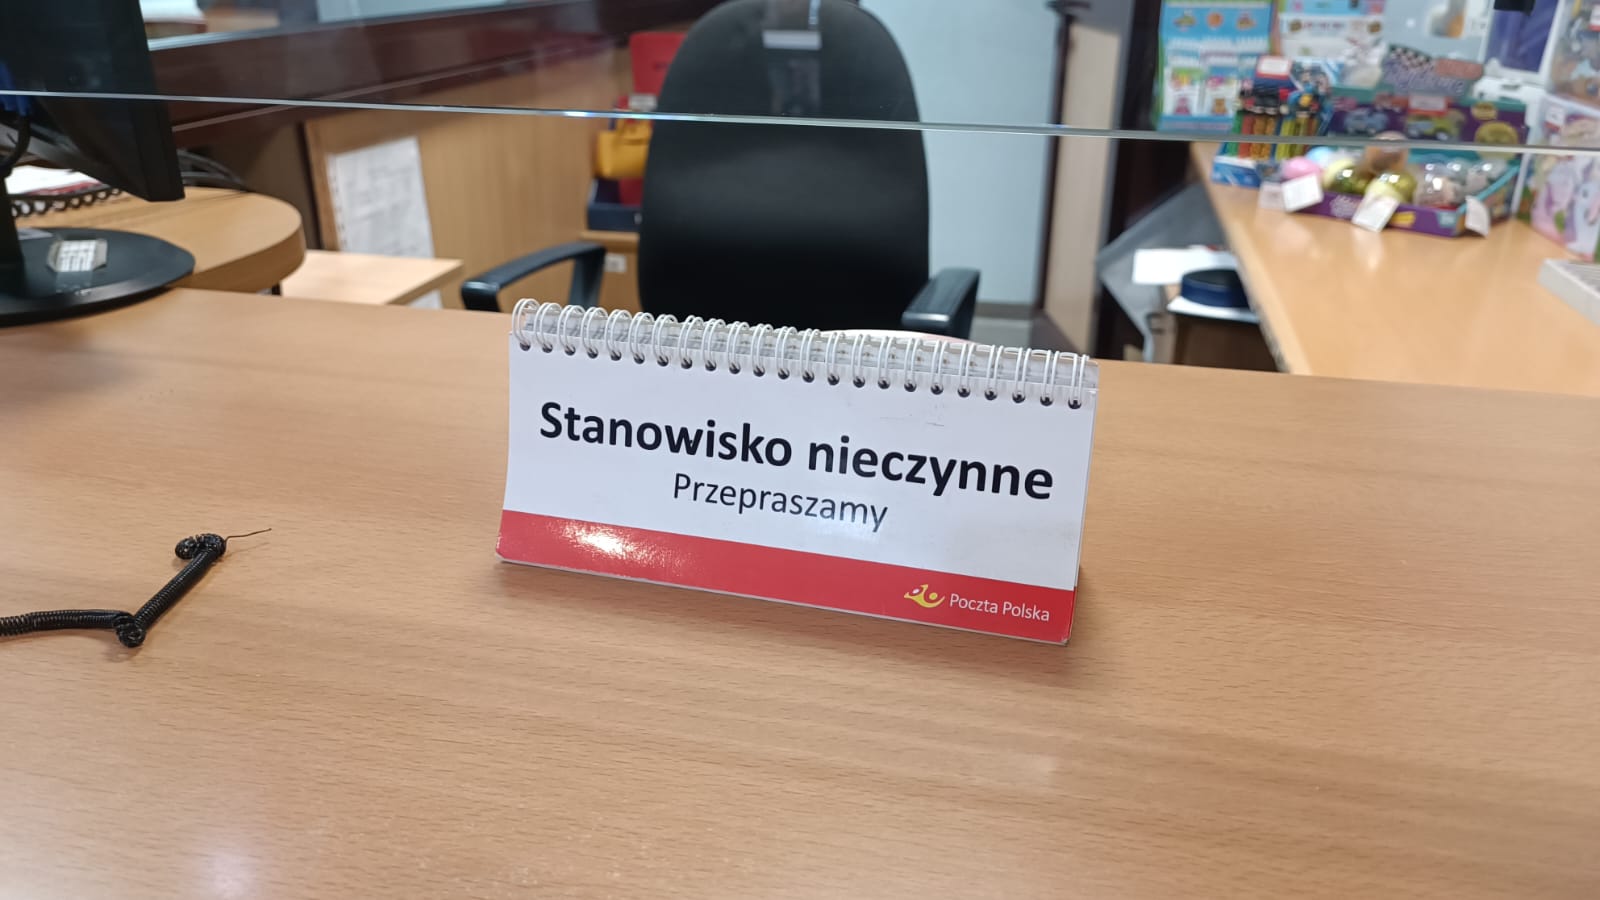 Stanowisko nieczynne
Przepraszamy
Poczta Polska